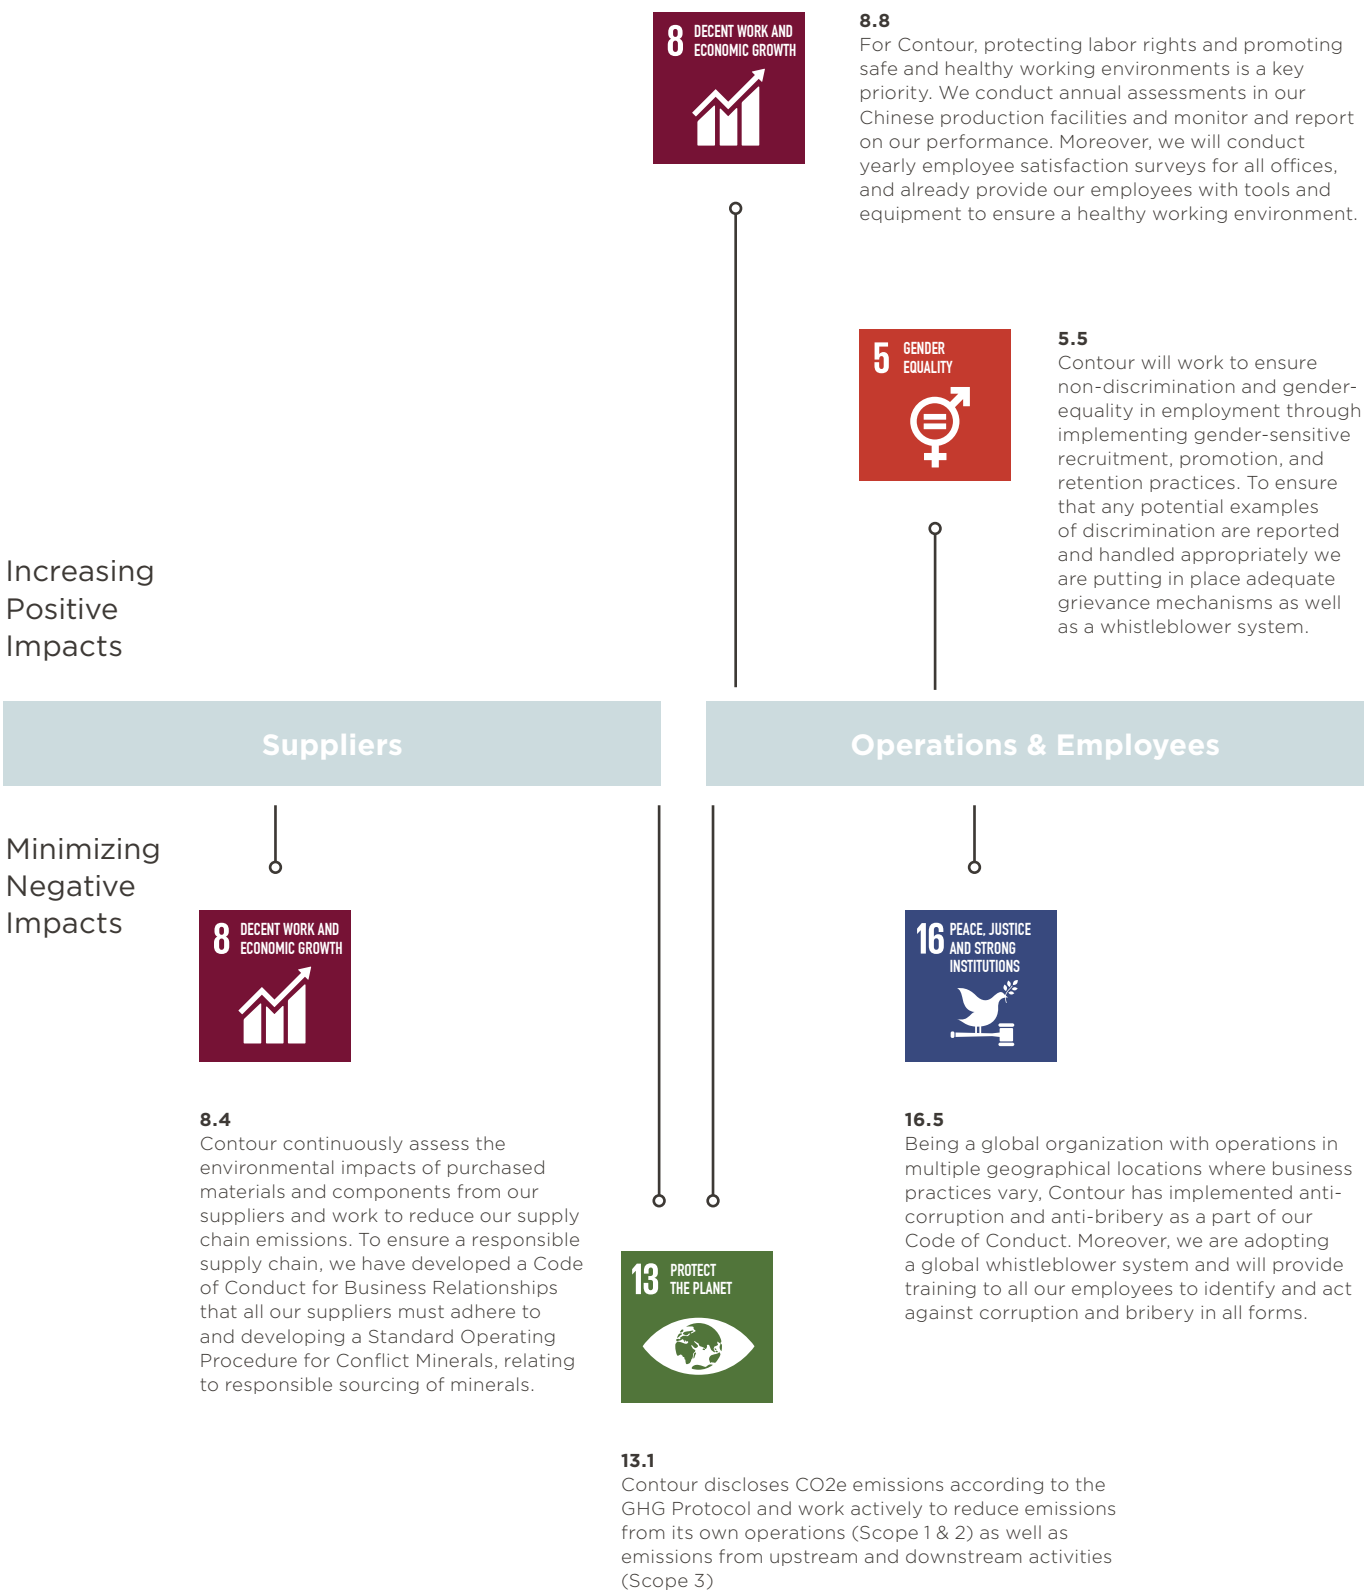 8 DECENT WORK AND
ECONOMIC GROWTH
8.8
For Contour, protecting labor rights and promoting
safe and healthy working environments is a key
priority. We conduct annual assessments in our
Chinese production facilities and monitor and report
on our performance. Moreover, we will conduct
yearly employee satisfaction surveys for all offices,
and already provide our employees with tools and
equipment to ensure a healthy working environment.
5 GENDER
EQUALITY
5.5
Contour will work to ensure
non-discrimination and gender-
equality in employment through
implementing gender-sensitive
recruitment, promotion, and
retention practices. To ensure
that any potential examples
of discrimination are reported
and handled appropriately we
are putting in place adequate
grievance mechanisms as well
as a whistleblower system.
Increasing
Positive
Impacts
Suppliers
Operations & Employees
Minimizing
Negative
Impacts
8 DECENT WORK AND
ECONOMIC GROWTH
8.4
Contour continuously assess the
environmental impacts of purchased
materials and components from our
suppliers and work to reduce our supply
chain emissions. To ensure a responsible
supply chain, we have developed a Code
of Conduct for Business Relationships
that all our suppliers must adhere to
and developing a Standard Operating
Procedure for Conflict Minerals, relating
to responsible sourcing of minerals.
16 PEACE, JUSTICE
AND STRONG
INSTITUTIONS
16.5
Being a global organization with operations in
multiple geographical locations where business
practices vary, Contour has implemented anti-
corruption and anti-bribery as a part of our
Code of Conduct. Moreover, we are adopting
a global whistleblower system and will provide
training to all our employees to identify and act
against corruption and bribery in all forms.
13 PROTECT
THE PLANET
13.1
Contour discloses CO2e emissions according to the
GHG Protocol and work actively to reduce emissions
from its own operations (Scope 1 & 2) as well as
emissions from upstream and downstream activities
(Scope 3)